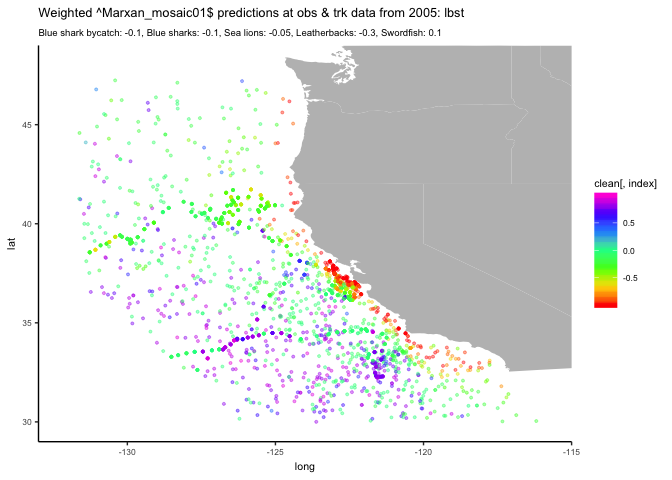 Weighted ^Marxan_mosaic01$ predictions at obs & trk data from 2005: lbst
Blue shark bycatch: -0.1, Blue sharks: -0.1, Sea lions: -0.05, Leatherbacks: -0.3, Swordfish: 0.1
45
40
35
30
lat
-130
-125
-120
-115
long
clean[, index]
0.5
0.0
-0.5